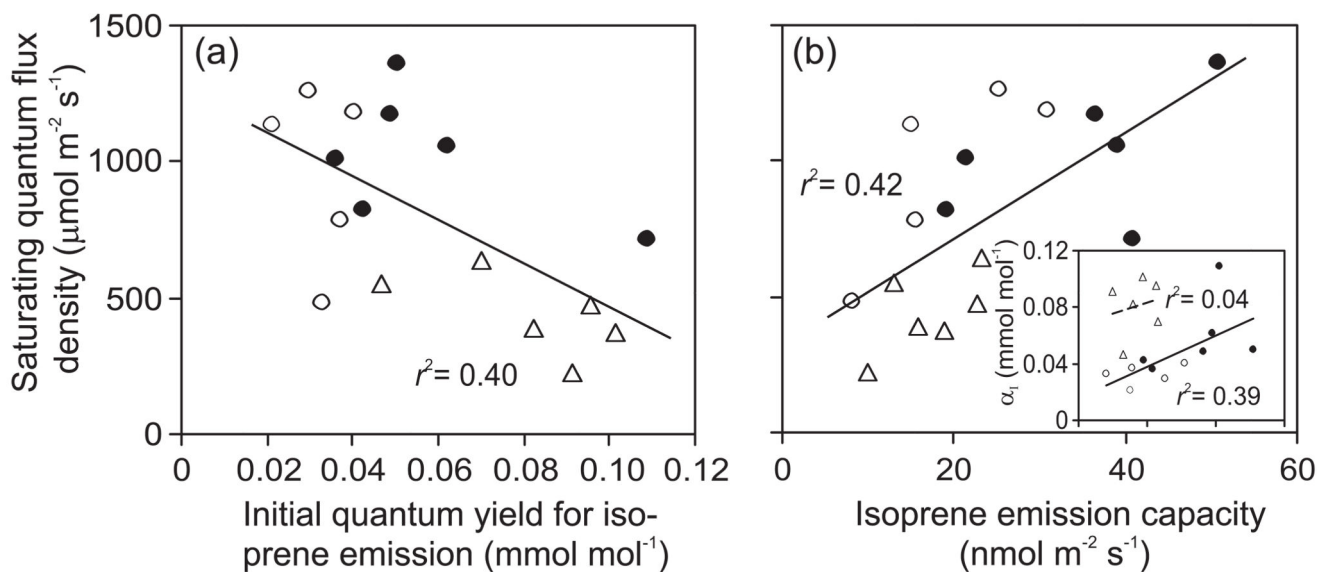 Saturating quantum flux
density (μmol m⁻² s⁻¹)
1500
1000
500
0
(a)
r²= 0.40
0 0.02 0.04 0.06 0.08 0.10 0.12
Initial quantum yield for iso-
prene emission (mmol mol⁻¹)
(b)
r²= 0.42
α₁ (mmol mol⁻¹)
0.12
0.08
0.04
0
r²= 0.04
r²= 0.39
0 20 40 60
Isoprene emission capacity
(nmol m⁻² s⁻¹)